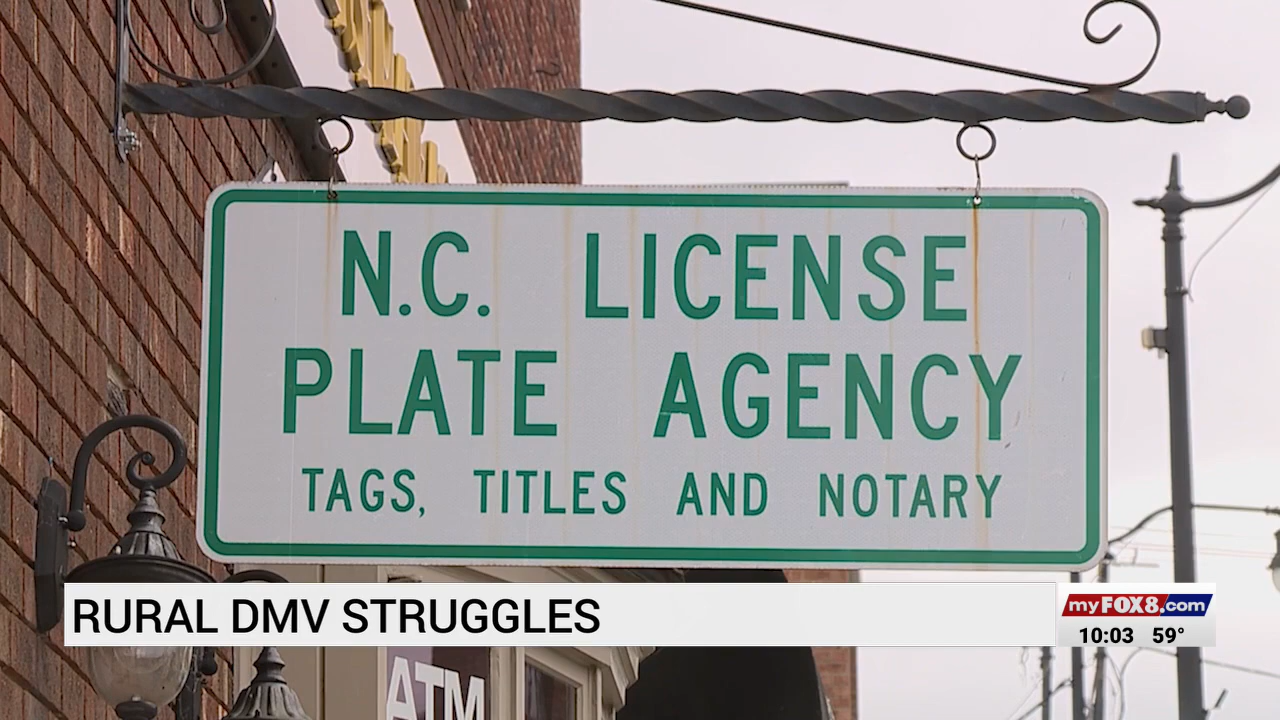 N.C. LICENSE
PLATE AGENCY
TAGS, TITLES AND NOTARY
RURAL DMV STRUGGLES
myFOX8.com
10:03 59°
ATM